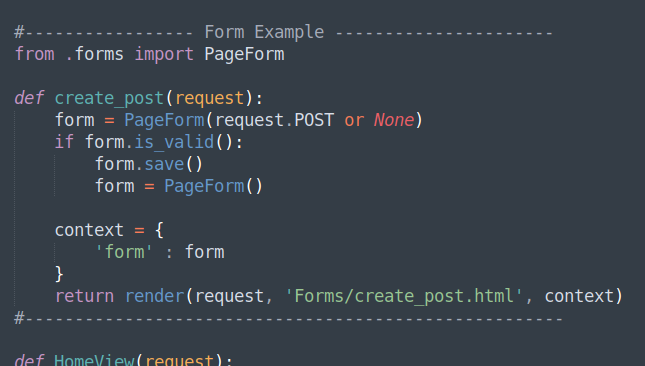 #----------------- Form Example ----------------------
from .forms import PageForm
def create_post(request):
    form = PageForm(request.POST or None)
    if form.is_valid():
        form.save()
        form = PageForm()
    context = {
        'form' : form
    }
    return render(request, 'Forms/create_post.html', context)
#------------------------------------------------------
def HomeView(request):